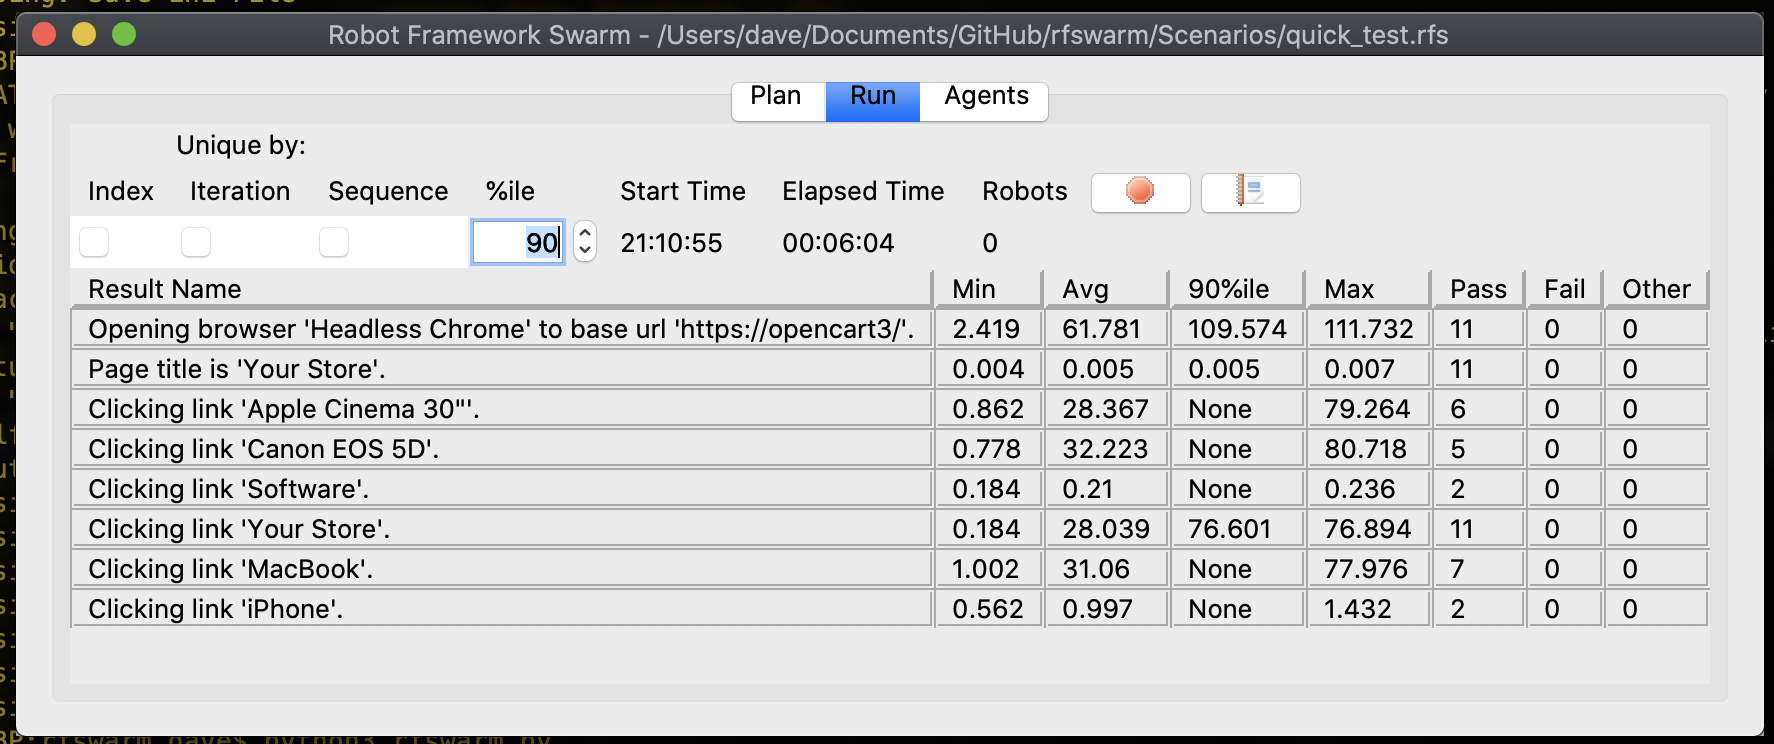 Robot Framework Swarm - /Users/dave/Documents/GitHub/rfswarm/Scenarios/quick_test.rfs
Plan Run Agents
Unique by:
Index Iteration Sequence %ile Start Time Elapsed Time Robots
90 21:10:55 00:06:04 0
Result Name Min Avg 90%ile Max Pass Fail Other
Opening browser 'Headless Chrome' to base url 'https://opencart3/'. 2.419 61.781 109.574 111.732 11 0 0
Page title is 'Your Store'. 0.004 0.005 0.005 0.007 11 0 0
Clicking link 'Apple Cinema 30"'. 0.862 28.367 None 79.264 6 0 0
Clicking link 'Canon EOS 5D'. 0.778 32.223 None 80.718 5 0 0
Clicking link 'Software'. 0.184 0.21 None 0.236 2 0 0
Clicking link 'Your Store'. 0.184 28.039 76.601 76.894 11 0 0
Clicking link 'MacBook'. 1.002 31.06 None 77.976 7 0 0
Clicking link 'iPhone'. 0.562 0.997 None 1.432 2 0 0